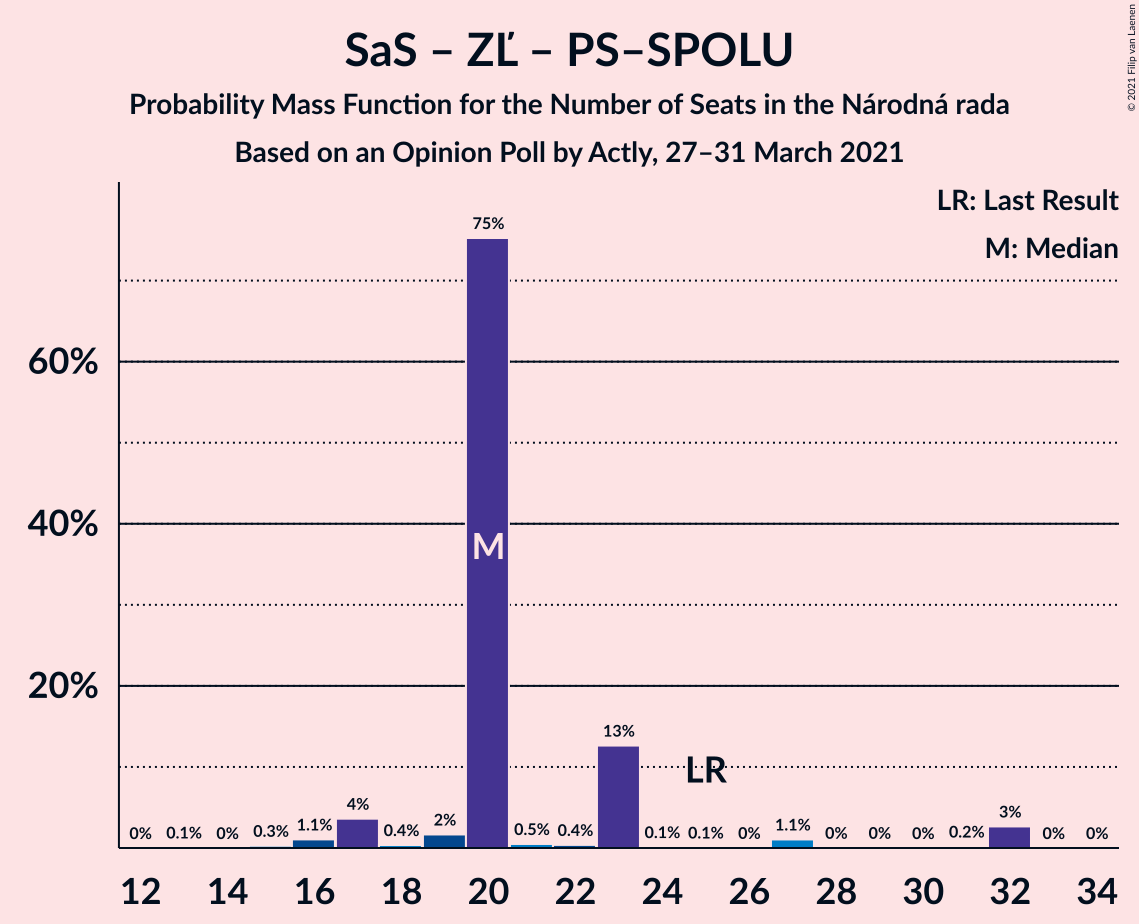 SaS – ZĽ – PS–SPOLU
Probability Mass Function for the Number of Seats in the Národná rada
Based on an Opinion Poll by Actly, 27–31 March 2021
© 2021 Filip van Laenen
LR: Last Result
M: Median
60%
40%
20%
0%
0.1%
0%
0.3%
1.1%
4%
0.4%
2%
75%
0.5%
0.4%
13%
0.1%
0.1%
0%
1.1%
0%
0%
0%
0.2%
3%
0%
0%
M
LR
12 14 16 18 20 22 24 26 28 30 32 34